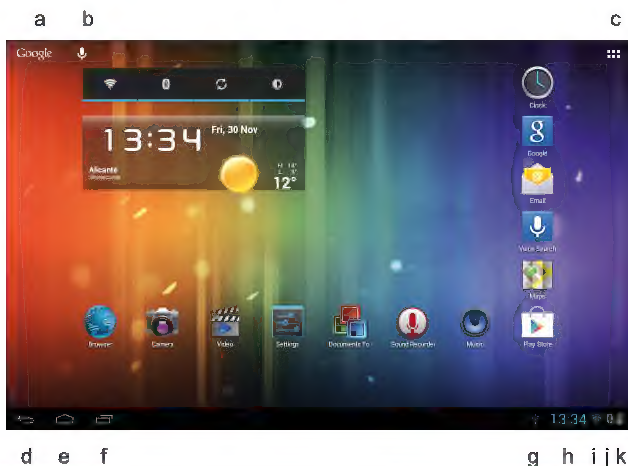 a b c
Google
13:34 Fri, 30 Nov
Alicante
12°
Clock
Google
Email
Voice Search
Maps
Browser Camera Video Settings Documents To Sound Recorder Music Play Store
13:34
d e f g h i j k